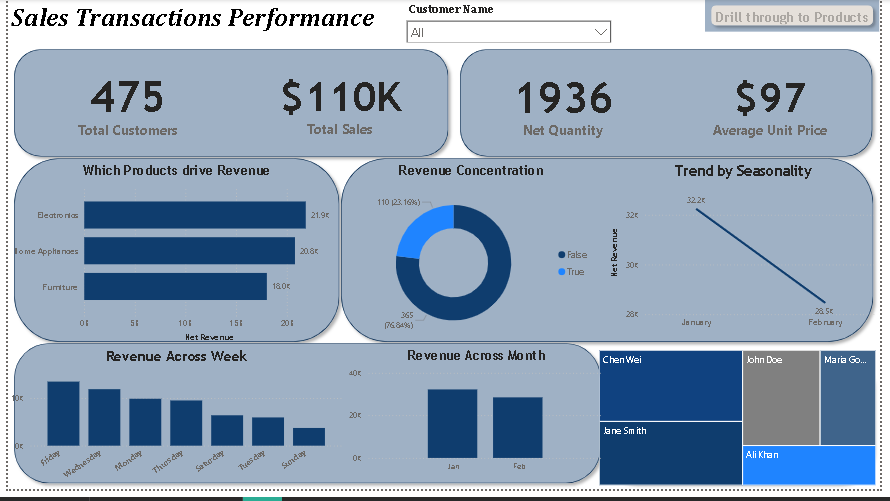 Sales Transactions Performance
Customer Name
All
Drill through to Products
475
Total Customers
$110K
Total Sales
1936
Net Quantity
$97
Average Unit Price
Which Products drive Revenue
Electronics
21.9K
ome Appliances
20.8K
Furniture
18.0K
0K
5K
10K
15K
20K
Net Revenue
Revenue Concentration
110 (23.16%)
365
(76.84%)
False
True
Trend by Seasonality
Net Revenue
32K
30K
28K
32.2K
28.5K
January
February
Revenue Across Week
10K
0K
Friday
Wednesday
Monday
Thursday
Saturday
Tuesday
Sunday
Revenue Across Month
40K
20K
0K
Jan
Feb
Chen Wei
Jane Smith
John Doe
Maria Go...
Ali Khan